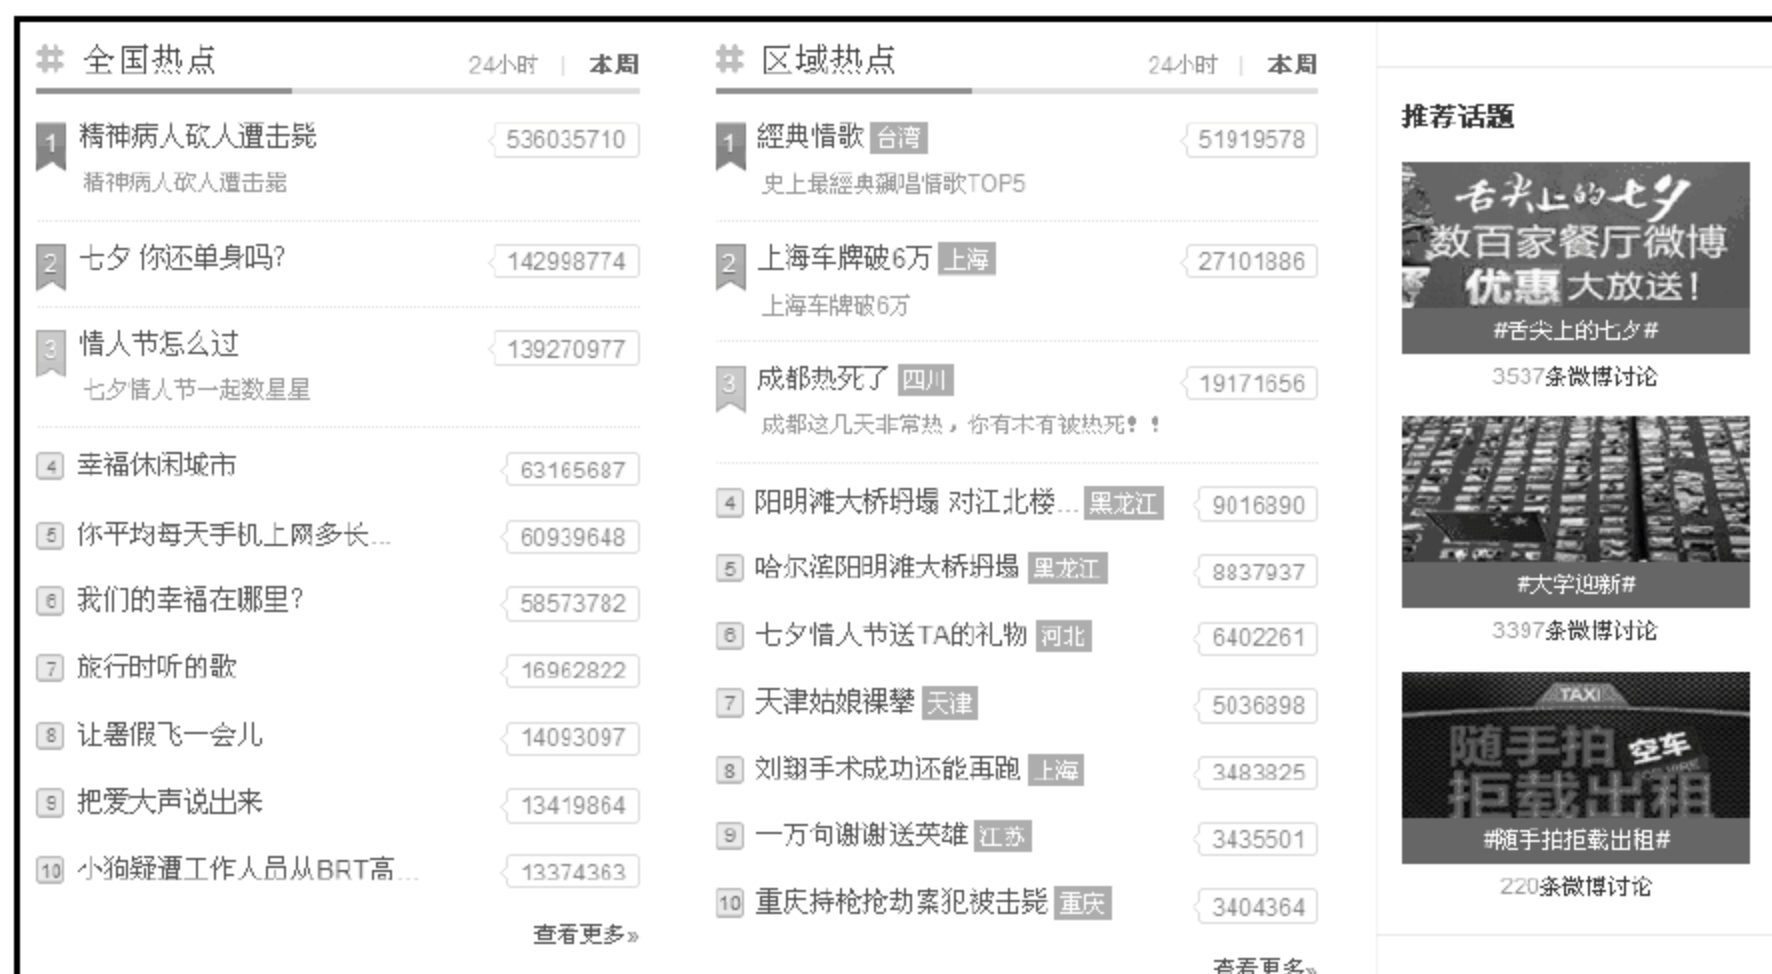 # 全国热点 24小时 | 本周
1 精神病人砍人遭击毙 536035710
精神病人砍人遭击毙
2 七夕 你还单身吗? 142998774
3 情人节怎么过 139270977
七夕情人节一起数星星
4 幸福休闲城市 63165687
5 你平均每天手机上网多长... 60939648
6 我们的幸福在哪里? 58573782
7 旅行时听的歌 16962822
8 让暑假飞一会儿 14093097
9 把爱大声说出来 13419864
10 小狗疑遭工作人员从BRT高... 13374363
查看更多»
# 区域热点 24小时 | 本周
1 經典情歌 台湾 51919578
史上最經典飆唱情歌TOP5
2 上海车牌破6万 上海 27101886
上海车牌破6万
3 成都热死了 四川 19171656
成都这几天非常热，你有木有被热死！！
4 阳明滩大桥坍塌 对江北楼... 黑龙江 9016890
5 哈尔滨阳明滩大桥坍塌 黑龙江 8837937
6 七夕情人节送TA的礼物 河北 6402261
7 天津姑娘裸攀 天津 5036898
8 刘翔手术成功还能再跑 上海 3483825
9 一万句谢谢送英雄 江苏 3435501
10 重庆持枪抢劫案犯被击毙 重庆 3404364
查看更多»
推荐话题
舌尖上的七夕
数百家餐厅微博
优惠大放送！
#舌尖上的七夕#
3537条微博讨论
#大学迎新#
3397条微博讨论
TAXI
随手拍 空车
拒载出租
#随手拍拒载出租#
220条微博讨论